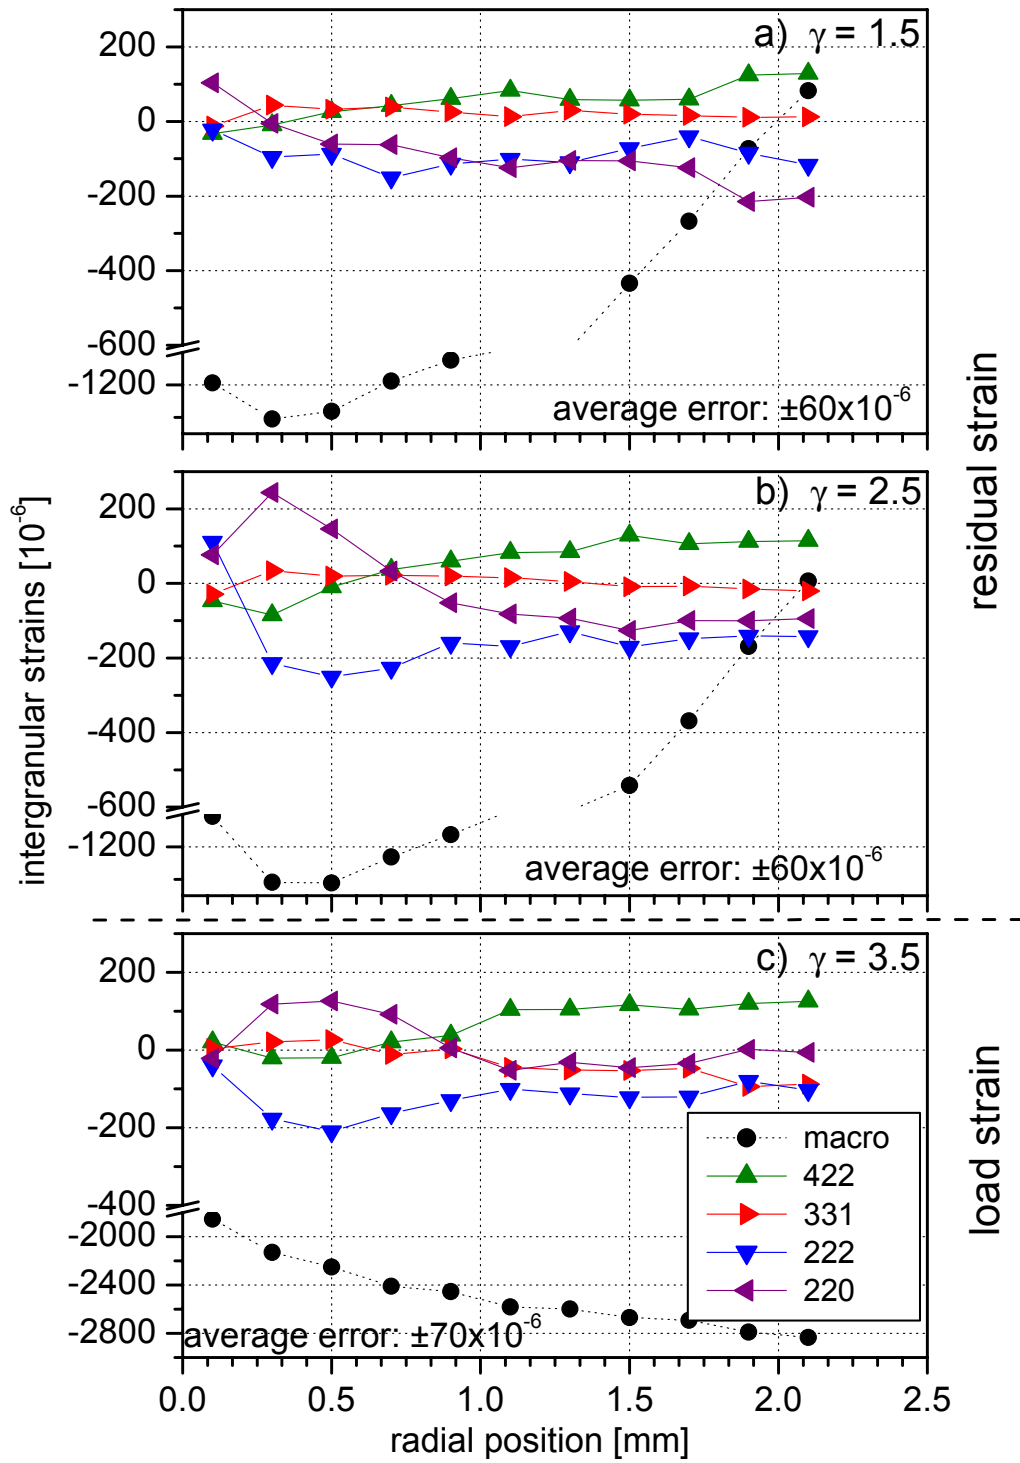 a) γ = 1.5
200
0
-200
-400
-600
-1200
average error: ±60x10⁻⁶
b) γ = 2.5
200
0
-200
-400
-600
-1200
average error: ±60x10⁻⁶
residual strain
intergranular strains [10⁻⁶]
c) γ = 3.5
200
0
-200
-400
-2000
-2400
-2800
average error: ±70x10⁻⁶
macro
422
331
222
220
load strain
0.0 0.5 1.0 1.5 2.0 2.5
radial position [mm]